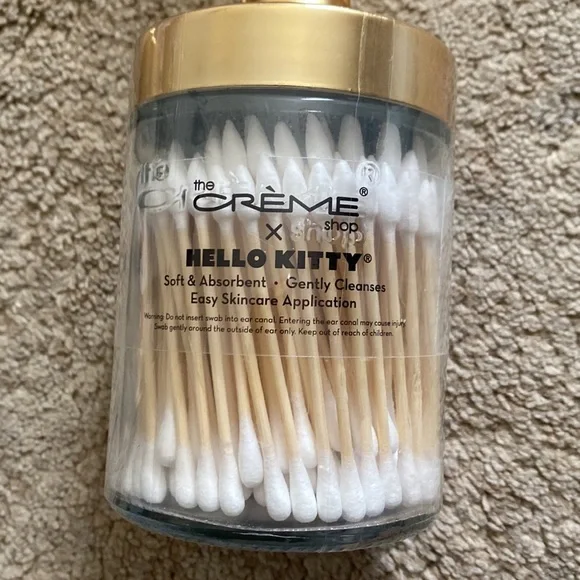 the
CRÈME®
shop
×
HELLO KITTY®
Soft & Absorbent • Gently Cleanses
Easy Skincare Application
Warning: Do not insert swab into ear canal. Entering the ear canal may cause injury.
Swab gently around the outside of ear only. Keep out of reach of children.